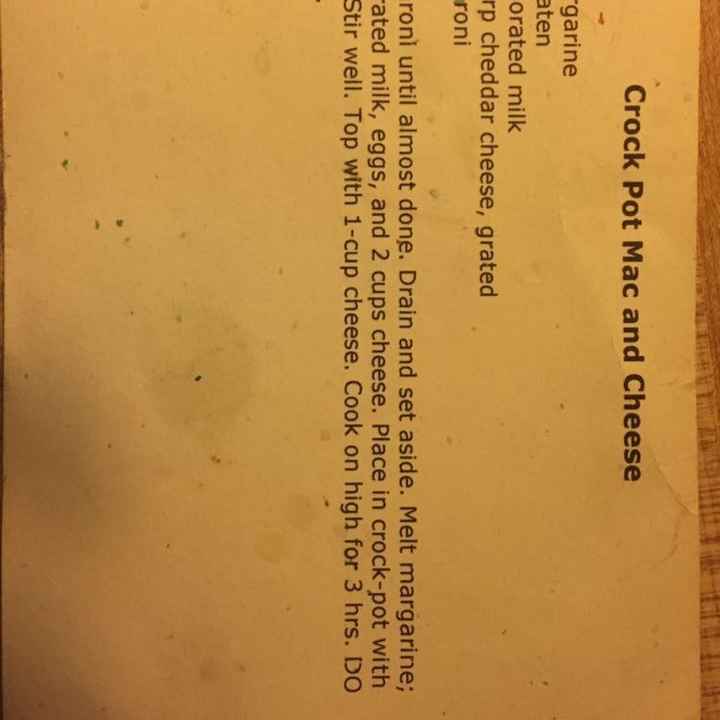 Crock Pot Mac and Cheese
rgarine
aten
orated milk
rp cheddar cheese, grated
roni
roni until almost done. Drain and set aside. Melt margarine;
rated milk, eggs, and 2 cups cheese. Place in crock-pot with
Stir well. Top with 1-cup cheese. Cook on high for 3 hrs. DO